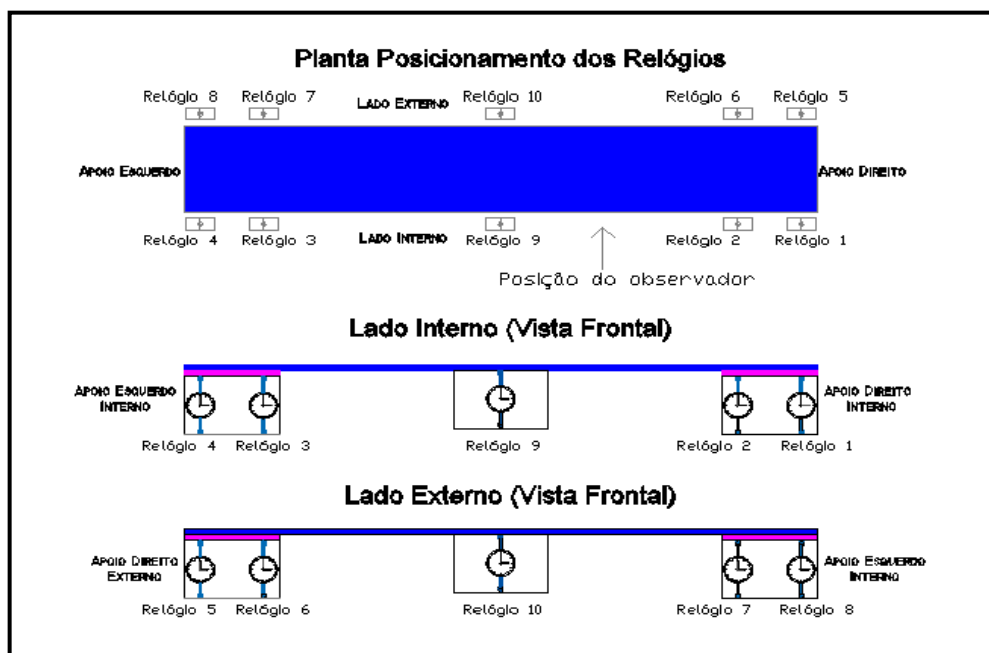 Planta Posicionamento dos Relógios
Relógio 8 Relógio 7 LADO EXTERNO Relógio 10 Relógio 6 Relógio 5
APOIO ESQUERDO APOIO DIREITO
Relógio 4 Relógio 3 LADO INTERNO Relógio 9 Relógio 2 Relógio 1
Posição do observador
Lado Interno (Vista Frontal)
APOIO ESQUERDO
INTERNO
APOIO DIREITO
INTERNO
Relógio 4 Relógio 3 Relógio 9 Relógio 2 Relógio 1
Lado Externo (Vista Frontal)
APOIO DIREITO
EXTERNO
APOIO ESQUERDO
INTERNO
Relógio 5 Relógio 6 Relógio 10 Relógio 7 Relógio 8